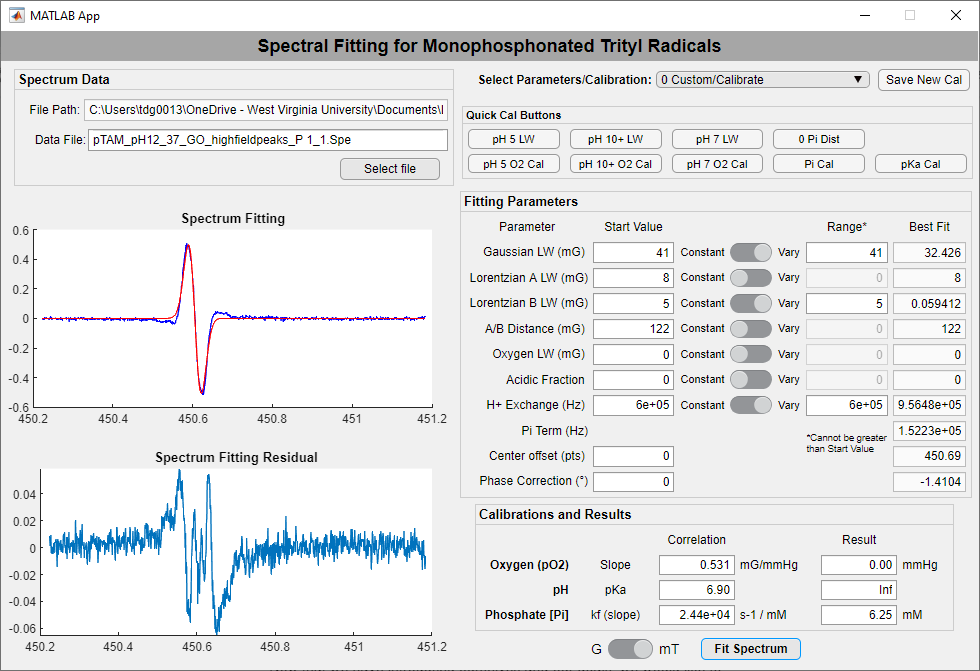 MATLAB App
Spectral Fitting for Monophosphonated Trityl Radicals
Spectrum Data
File Path: C:\Users\tdg0013\OneDrive - West Virginia University\Documents\
Data File: pTAM_pH12_37_GO_highfieldpeaks_P 1_1.Spe
Select file
Select Parameters/Calibration: 0 Custom/Calibrate Save New Cal
Quick Cal Buttons
pH 5 LW pH 10+ LW pH 7 LW 0 Pi Dist
pH 5 O2 Cal pH 10+ O2 Cal pH 7 O2 Cal Pi Cal pKa Cal
Spectrum Fitting
0.6
0.4
0.2
0
-0.2
-0.4
-0.6
450.2 450.4 450.6 450.8 451 451.2
Spectrum Fitting Residual
0.04
0.02
0
-0.02
-0.04
-0.06
450.2 450.4 450.6 450.8 451 451.2
Fitting Parameters
Parameter Start Value Range* Best Fit
Gaussian LW (mG) 41 Constant Vary 41 32.426
Lorentzian A LW (mG) 8 Constant Vary 0 8
Lorentzian B LW (mG) 5 Constant Vary 5 0.059412
A/B Distance (mG) 122 Constant Vary 0 122
Oxygen LW (mG) 0 Constant Vary 0 0
Acidic Fraction 0 Constant Vary 0 0
H+ Exchange (Hz) 6e+05 Constant Vary 6e+05 9.5648e+05
Pi Term (Hz) 1.5223e+05
*Cannot be greater
than Start Value
Center offset (pts) 0 450.69
Phase Correction (°) 0 -1.4104
Calibrations and Results
Correlation Result
Oxygen (pO2) Slope 0.531 mG/mmHg 0.00 mmHg
pH pKa 6.90 Inf
Phosphate [Pi] kf (slope) 2.44e+04 s-1 / mM 6.25 mM
G mT Fit Spectrum